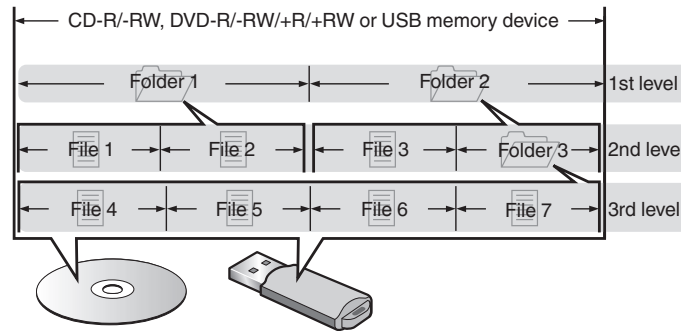 CD-R/-RW, DVD-R/-RW/+R/+RW or USB memory device
Folder 1 Folder 2 1st level
File 1 File 2 File 3 Folder 3 2nd leve
File 4 File 5 File 6 File 7 3rd level